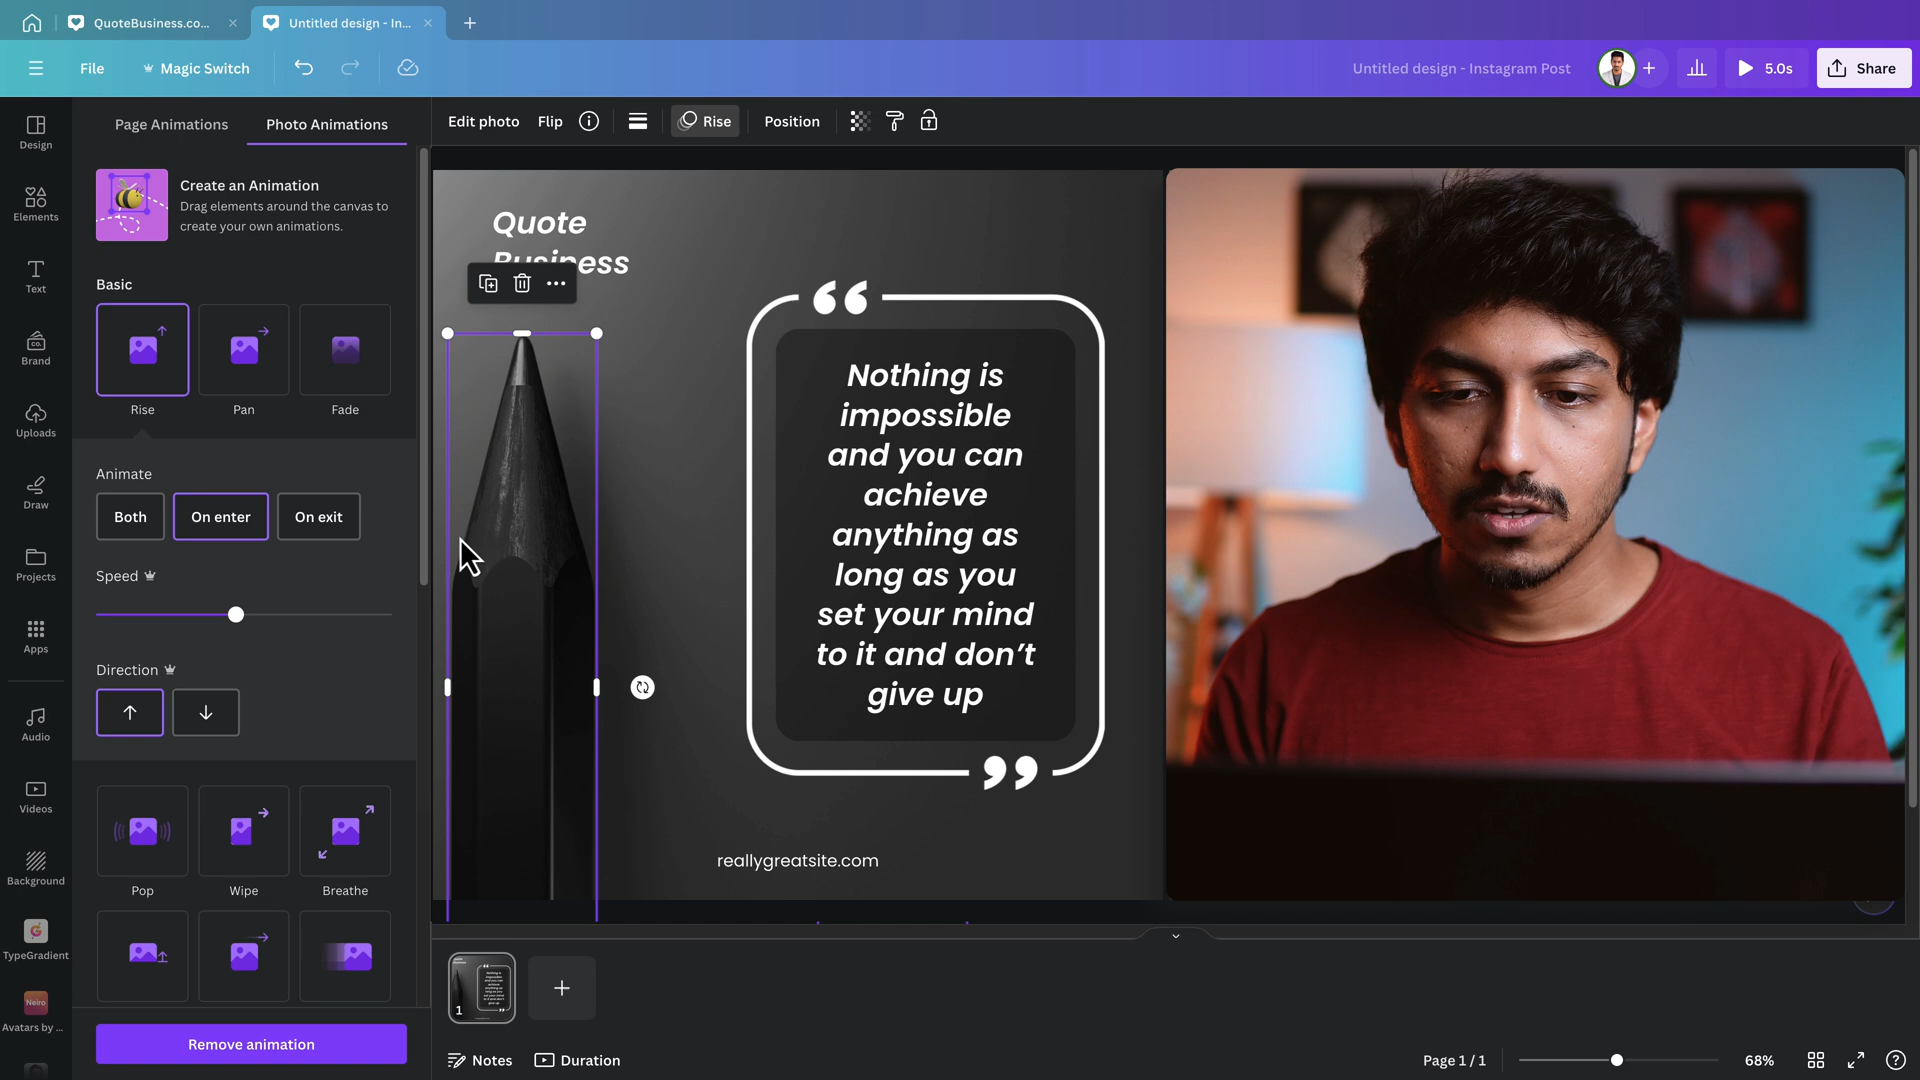 QuoteBusiness.co...
Untitled design - In...
File
Magic Switch
Untitled design - Instagram Post
5.0s
Share
Design
Elements
Text
Brand
CO.
Uploads
Draw
Projects
Apps
Audio
Videos
Background
TypeGradient
Neiro
Avatars by ...
Page Animations
Photo Animations
Create an Animation
Drag elements around the canvas to
create your own animations.
Basic
Rise
Pan
Fade
Animate
Both
On enter
On exit
Speed
Direction
Pop
Wipe
Breathe
Remove animation
Edit photo
Flip
Rise
Position
Quote
Business
“
Nothing is
impossible
and you can
achieve
anything as
long as you
set your mind
to it and don’t
give up
”
reallygreatsite.com
1
Notes
Duration
Page 1 / 1
68%